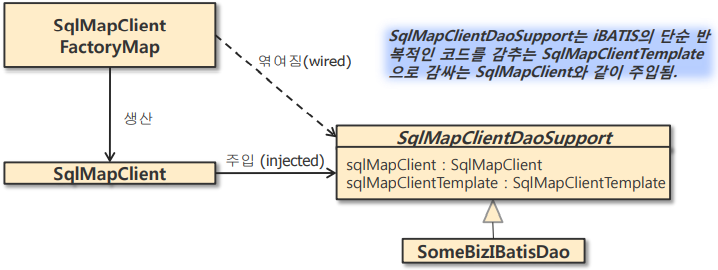 SqlMapClient
FactoryMap
SqlMapClientDaoSupport는 iBATIS의 단순 반
복적인 코드를 감추는 SqlMapClientTemplate
으로 감싸는 SqlMapClient와 같이 주입됨.
엮여짐(wired)
생산
SqlMapClientDaoSupport
주입 (injected)
SqlMapClient
sqlMapClient : SqlMapClient
sqlMapClientTemplate : SqlMapClientTemplate
SomeBizIBatisDao